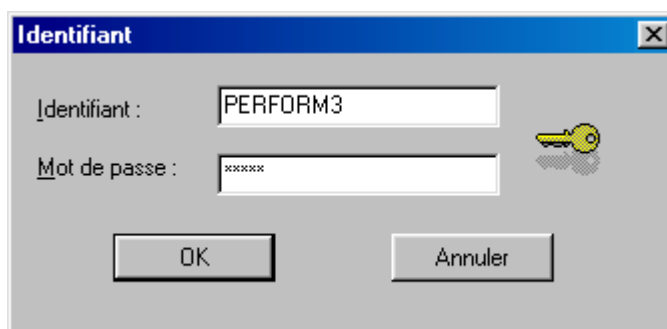 Identifiant
Identifiant : PERFORM3
Mot de passe : *****
OK Annuler